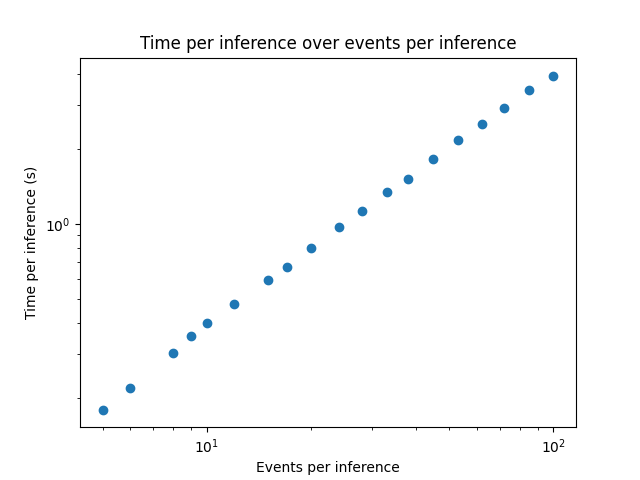 Time per inference over events per inference
Time per inference (s)
10⁰
10¹
10²
Events per inference